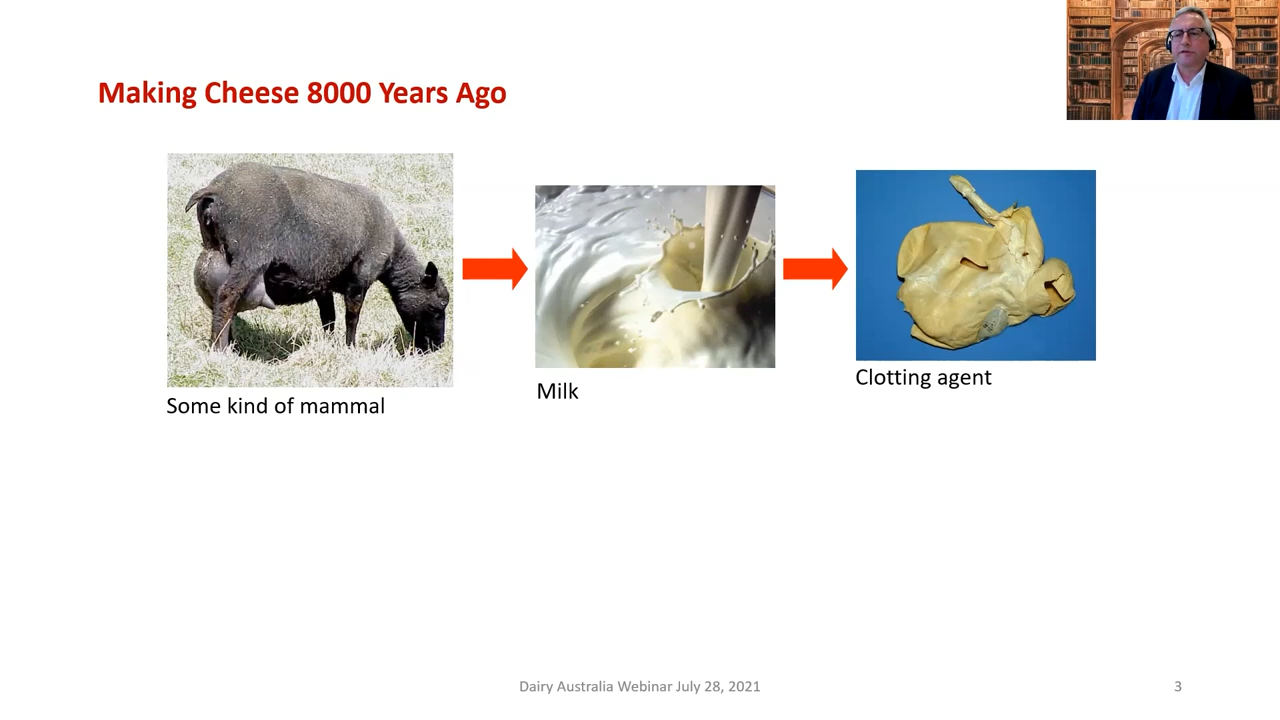 Making Cheese 8000 Years Ago
Some kind of mammal
Milk
Clotting agent
Dairy Australia Webinar July 28, 2021
3